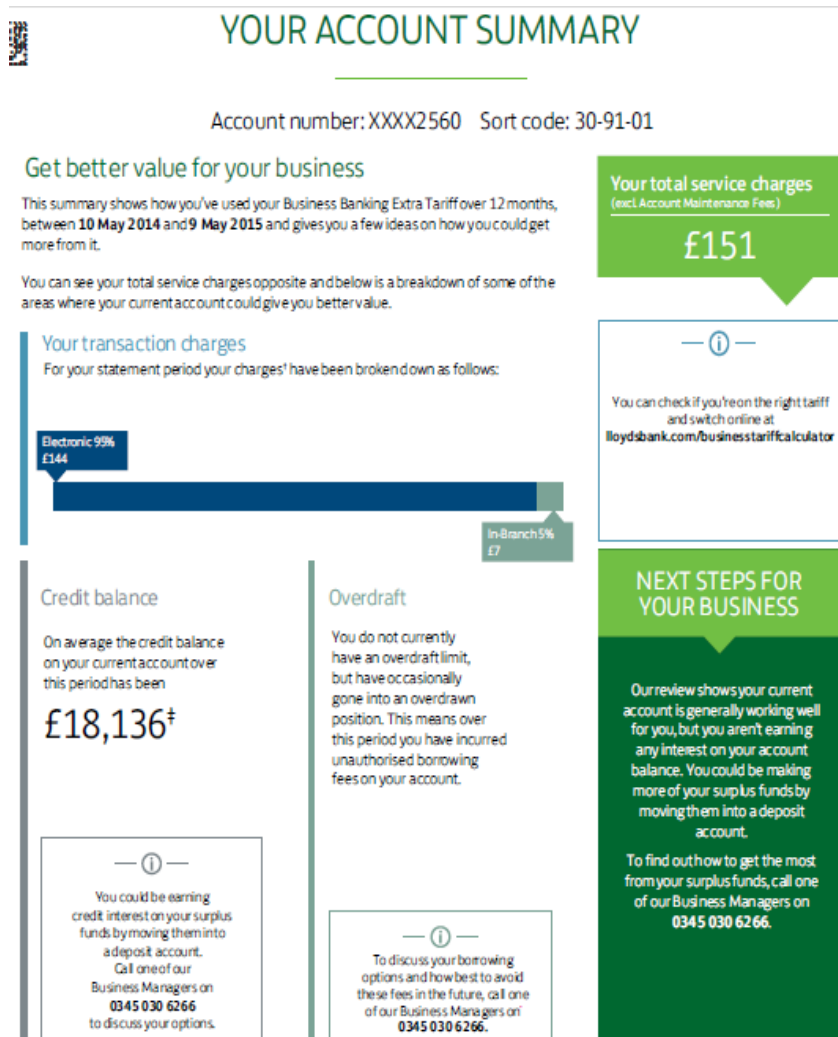 YOUR ACCOUNT SUMMARY
Account number: XXXX2560 Sort code: 30-91-01
Get better value for your business
This summary shows how you've used your Business Banking Extra Tariff over 12 months,
between 10 May 2014 and 9 May 2015 and gives you a few ideas on how you could get
more from it.
You can see your total service charges opposite and below is a breakdown of some of the
areas where your current account could give you better value.
Your total service charges
(excl. Account Maintenance Fees)
£151
You can check if you're on the right tariff
and switch online at
lloydsbank.com/businesstariffcalculator
Your transaction charges
For your statement period your charges† have been broken down as follows:
Electronic 99%
£144
In-Branch 5%
£7
Credit balance
On average the credit balance
on your current account over
this period has been
£18,136‡
You could be earning
credit interest on your surplus
funds by moving them into
a deposit account.
Call one of our
Business Managers on
0345 030 6266
to discuss your options.
Overdraft
You do not currently
have an overdraft limit,
but have occasionally
gone into an overdrawn
position. This means over
this period you have incurred
unauthorised borrowing
fees on your account.
To discuss your borrowing
options and how best to avoid
these fees in the future, call one
of our Business Managers on
0345 030 6266.
NEXT STEPS FOR
YOUR BUSINESS
Our review shows your current
account is generally working well
for you, but you aren't earning
any interest on your account
balance. You could be making
more of your surplus funds by
moving them into a deposit
account.
To find out how to get the most
from your surplus funds, call one
of our Business Managers on
0345 030 6266.